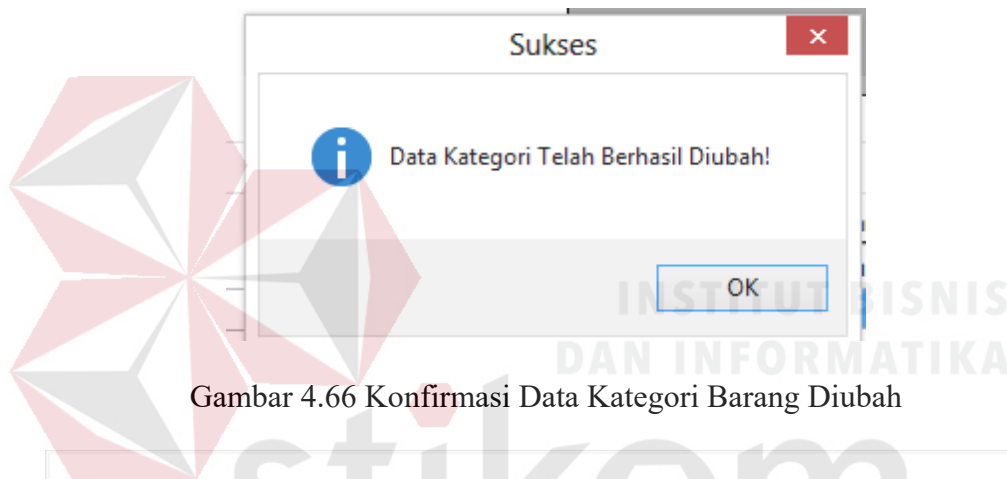 Sukses
Data Kategori Telah Berhasil Diubah!
OK
INSTITUT BISNIS
DAN INFORMATIKA
Gambar 4.66 Konfirmasi Data Kategori Barang Diubah
stikom